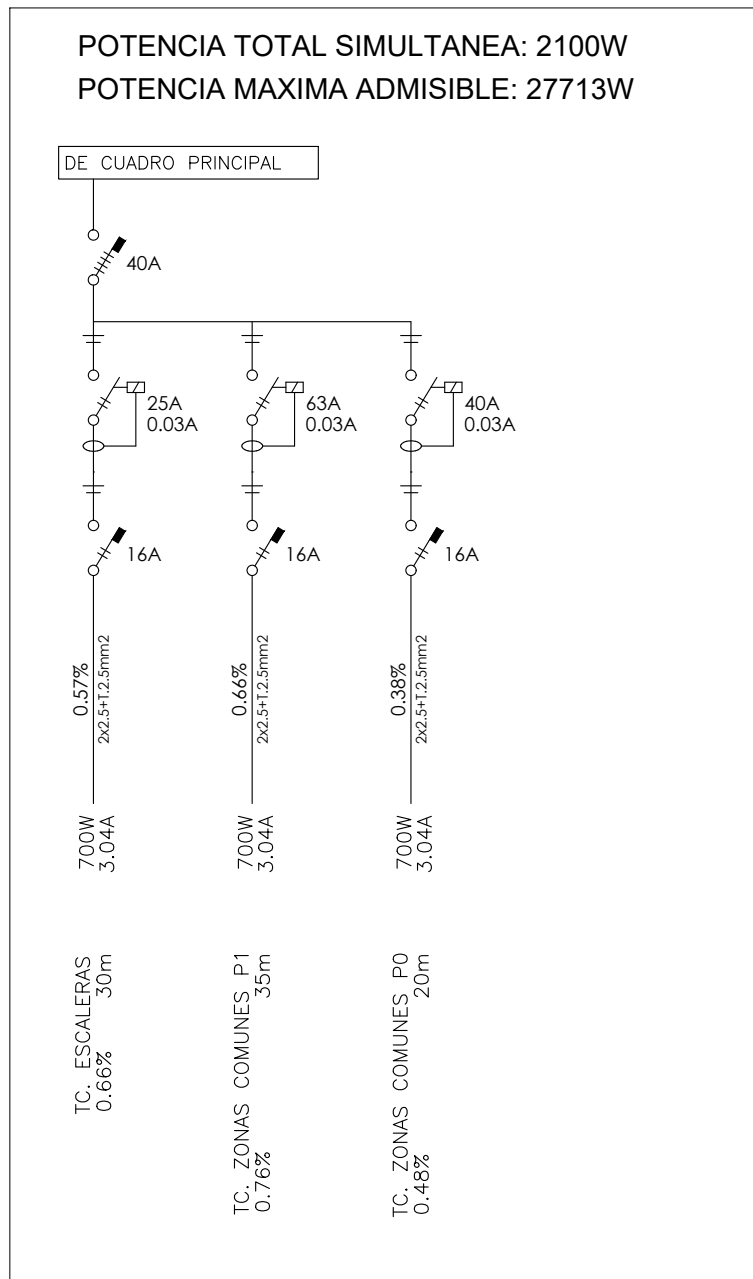 POTENCIA TOTAL SIMULTANEA: 2100W
POTENCIA MAXIMA ADMISIBLE: 27713W
DE CUADRO PRINCIPAL
40A
25A
0.03A
63A
0.03A
40A
0.03A
16A
16A
16A
0.57%
2x2.5+T.2.5mm2
0.66%
2x2.5+T.2.5mm2
0.38%
2x2.5+T.2.5mm2
700W
3.04A
700W
3.04A
700W
3.04A
TC. ESCALERAS
0.66% 30m
TC. ZONAS COMUNES P1
0.76% 35m
TC. ZONAS COMUNES P0
0.48% 20m